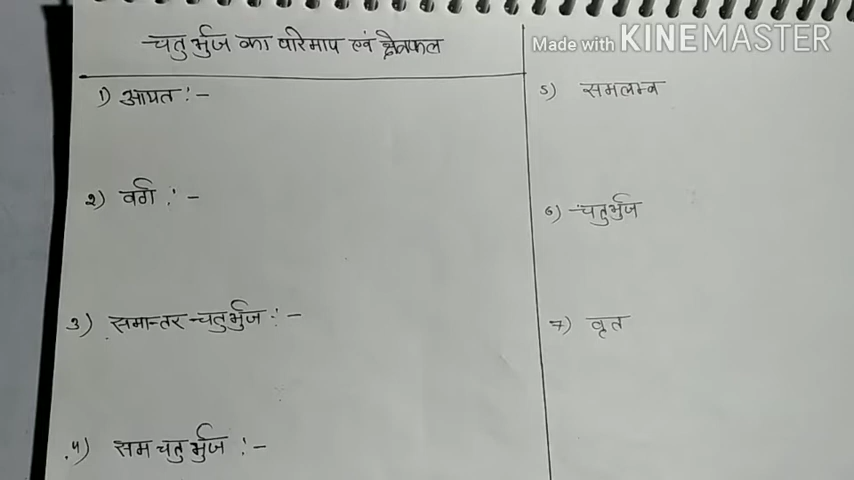 चतुर्भुज का परिमाप एवं क्षेत्रफल
1) आयत :-
2) वर्ग :-
3) समान्तर चतुर्भुज :-
4) सम चतुर्भुज :-
Made with KINEMASTER
5) समलम्ब
6) चतुर्भुज
7) वृत